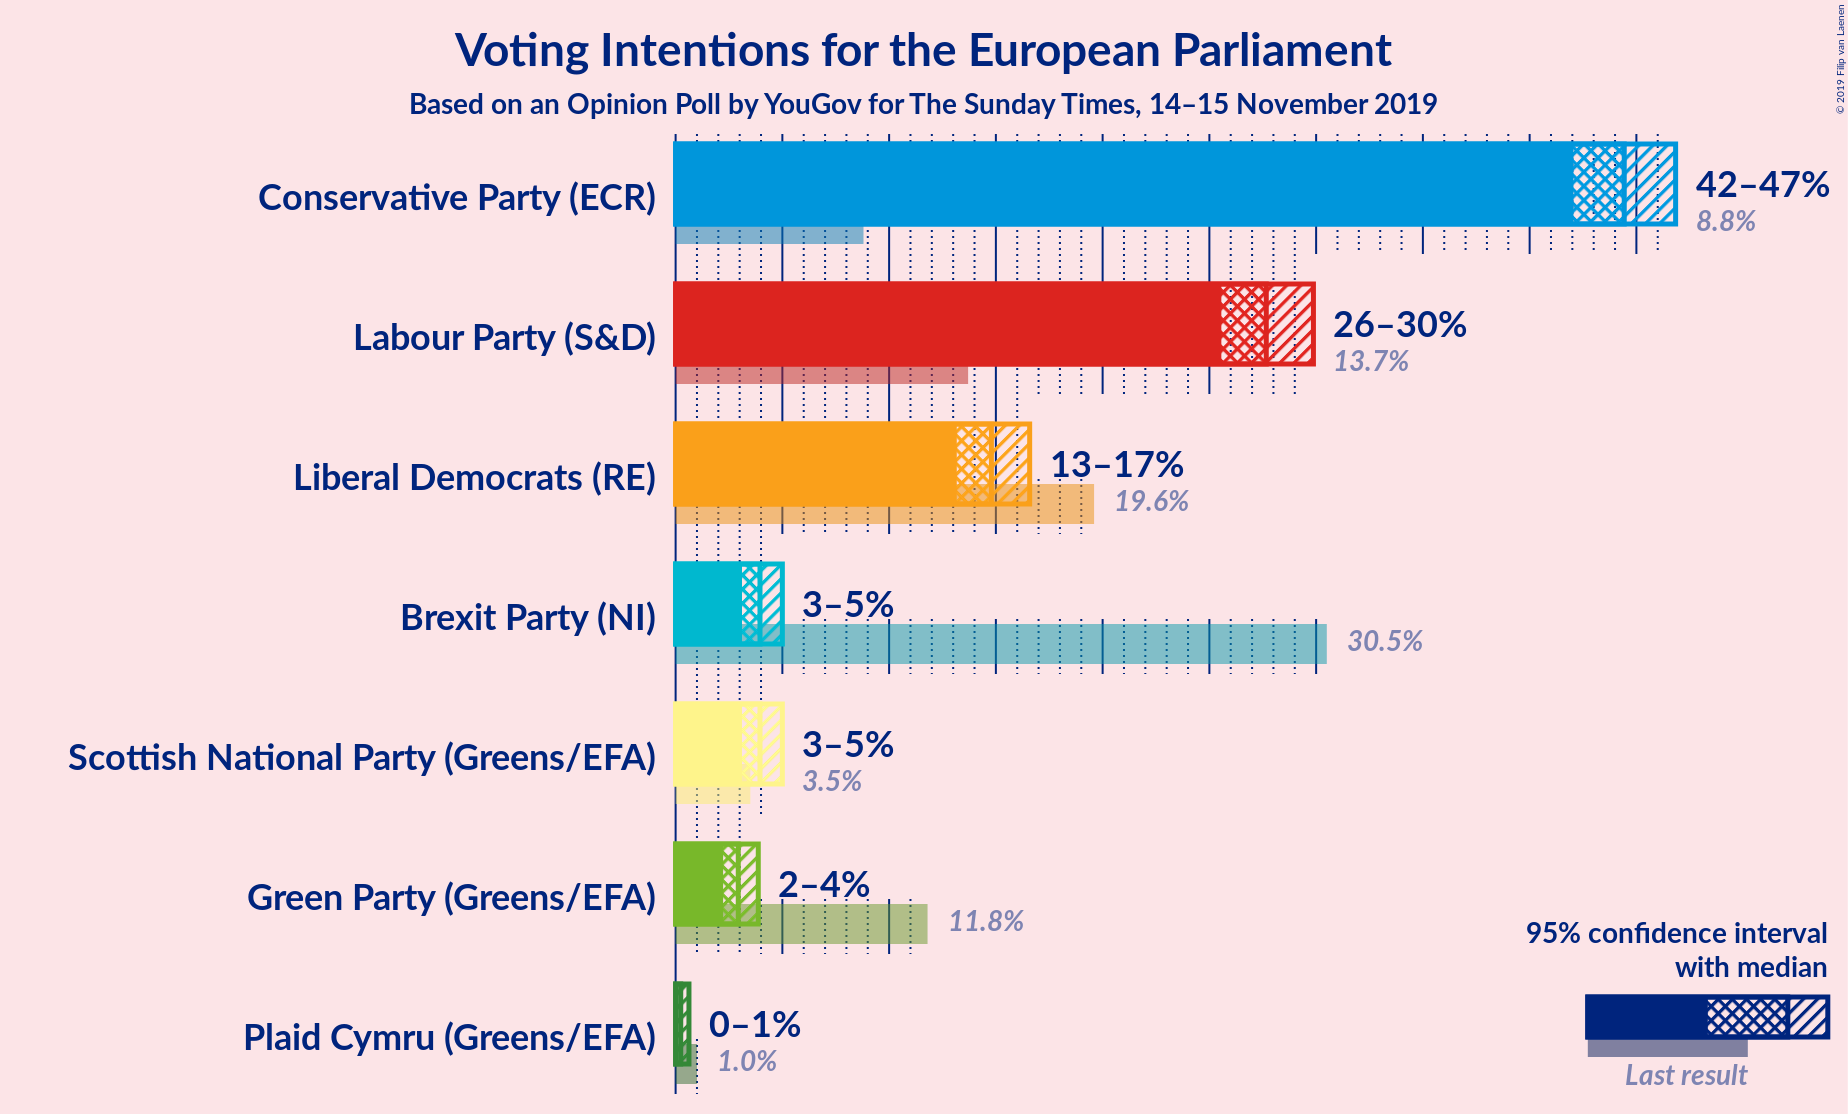 Voting Intentions for the European Parliament
Based on an Opinion Poll by YouGov for The Sunday Times, 14–15 November 2019
© 2019 Filip van Laenen
Conservative Party (ECR)
42–47%
8.8%
Labour Party (S&D)
26–30%
13.7%
Liberal Democrats (RE)
13–17%
19.6%
Brexit Party (NI)
3–5%
30.5%
Scottish National Party (Greens/EFA)
3–5%
3.5%
Green Party (Greens/EFA)
2–4%
11.8%
Plaid Cymru (Greens/EFA)
0–1%
1.0%
95% confidence interval
with median
Last result